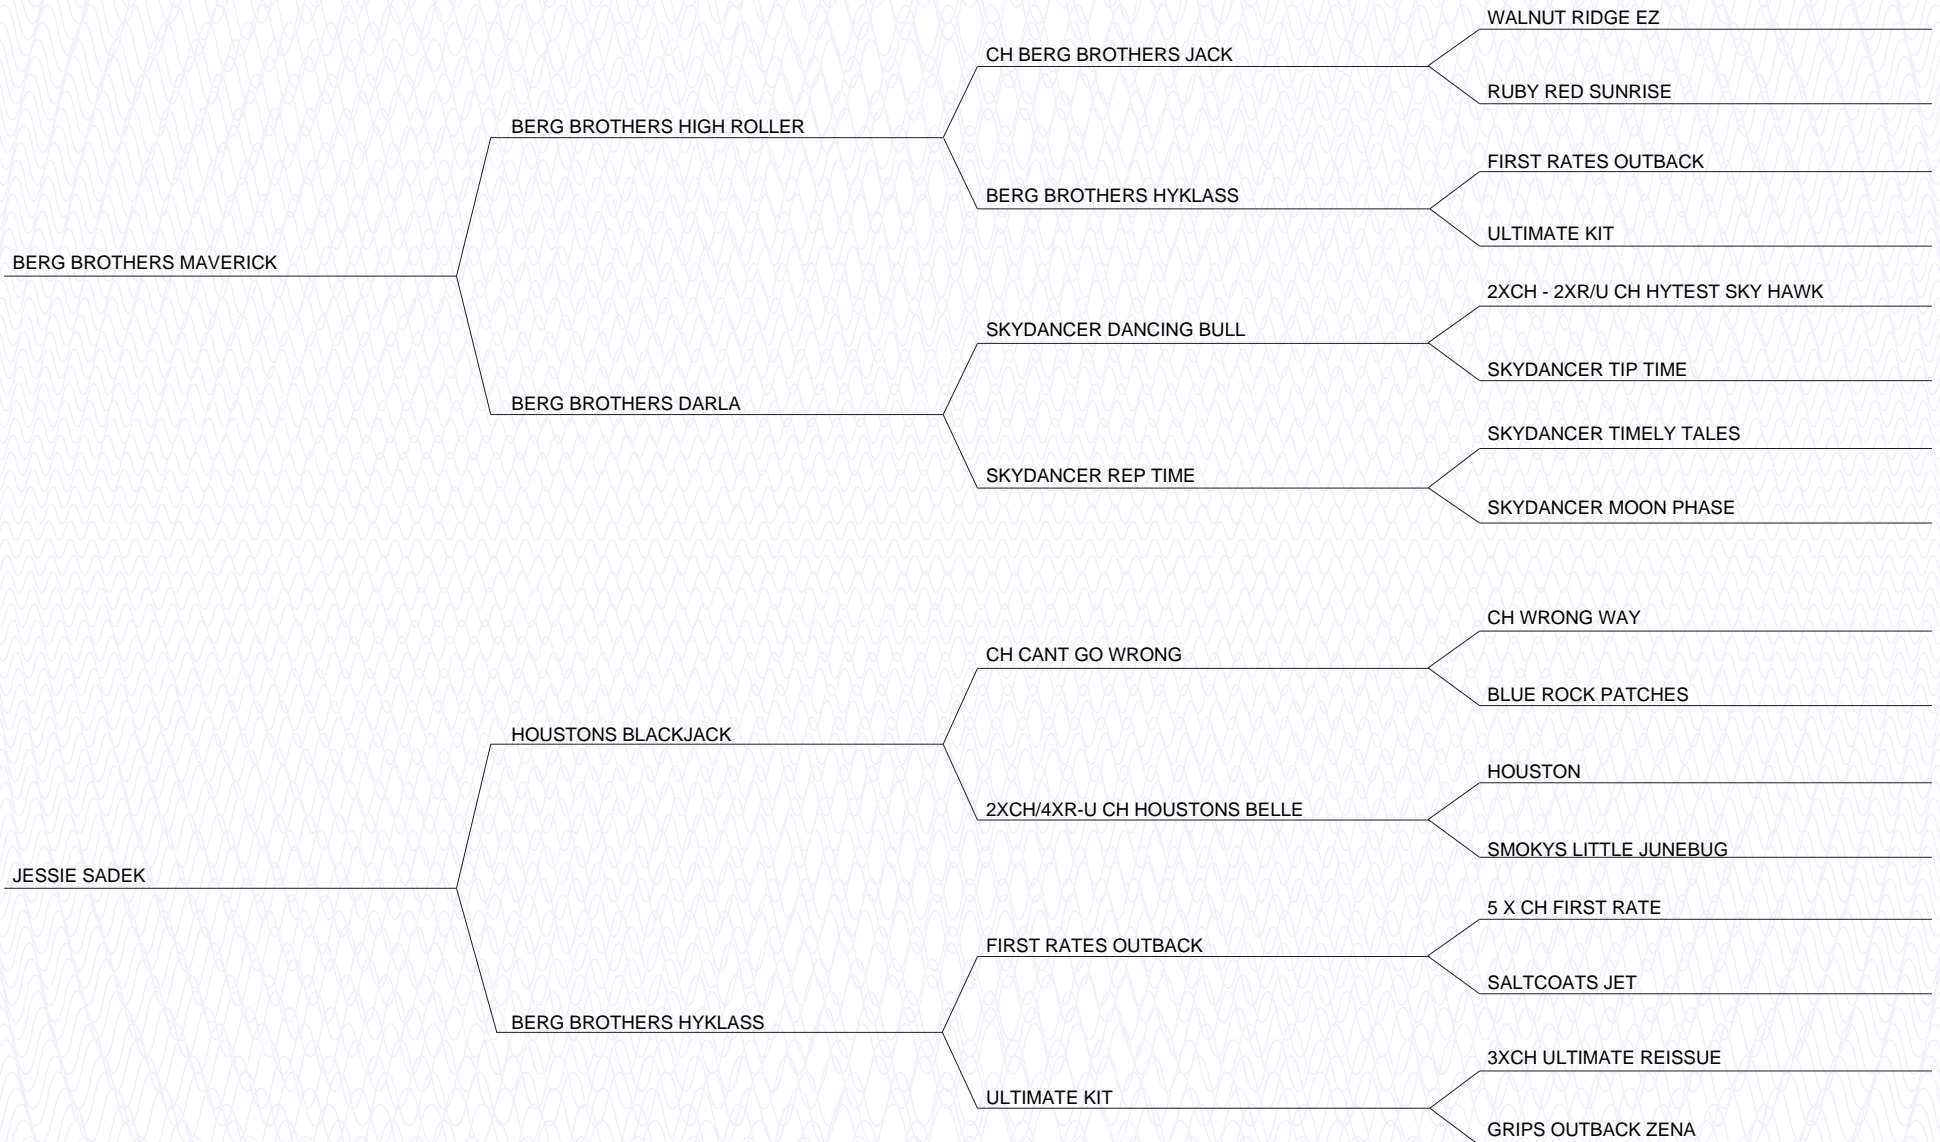 WALNUT RIDGE EZ
CH BERG BROTHERS JACK
RUBY RED SUNRISE
BERG BROTHERS HIGH ROLLER
FIRST RATES OUTBACK
BERG BROTHERS HYKLASS
ULTIMATE KIT
BERG BROTHERS MAVERICK
2XCH - 2XR/U CH HYTEST SKY HAWK
SKYDANCER DANCING BULL
SKYDANCER TIP TIME
BERG BROTHERS DARLA
SKYDANCER TIMELY TALES
SKYDANCER REP TIME
SKYDANCER MOON PHASE
CH WRONG WAY
CH CANT GO WRONG
BLUE ROCK PATCHES
HOUSTONS BLACKJACK
HOUSTON
2XCH/4XR-U CH HOUSTONS BELLE
SMOKYS LITTLE JUNEBUG
JESSIE SADEK
5 X CH FIRST RATE
FIRST RATES OUTBACK
SALTCOATS JET
BERG BROTHERS HYKLASS
3XCH ULTIMATE REISSUE
ULTIMATE KIT
GRIPS OUTBACK ZENA